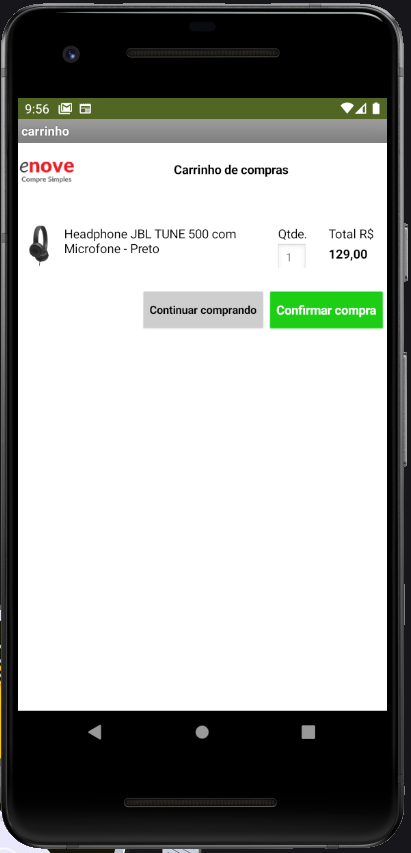 9:56
carrinho
enove
Compre Simples
Carrinho de compras
Headphone JBL TUNE 500 com
Microfone - Preto
Qtde.
1
Total R$
129,00
Continuar comprando
Confirmar compra